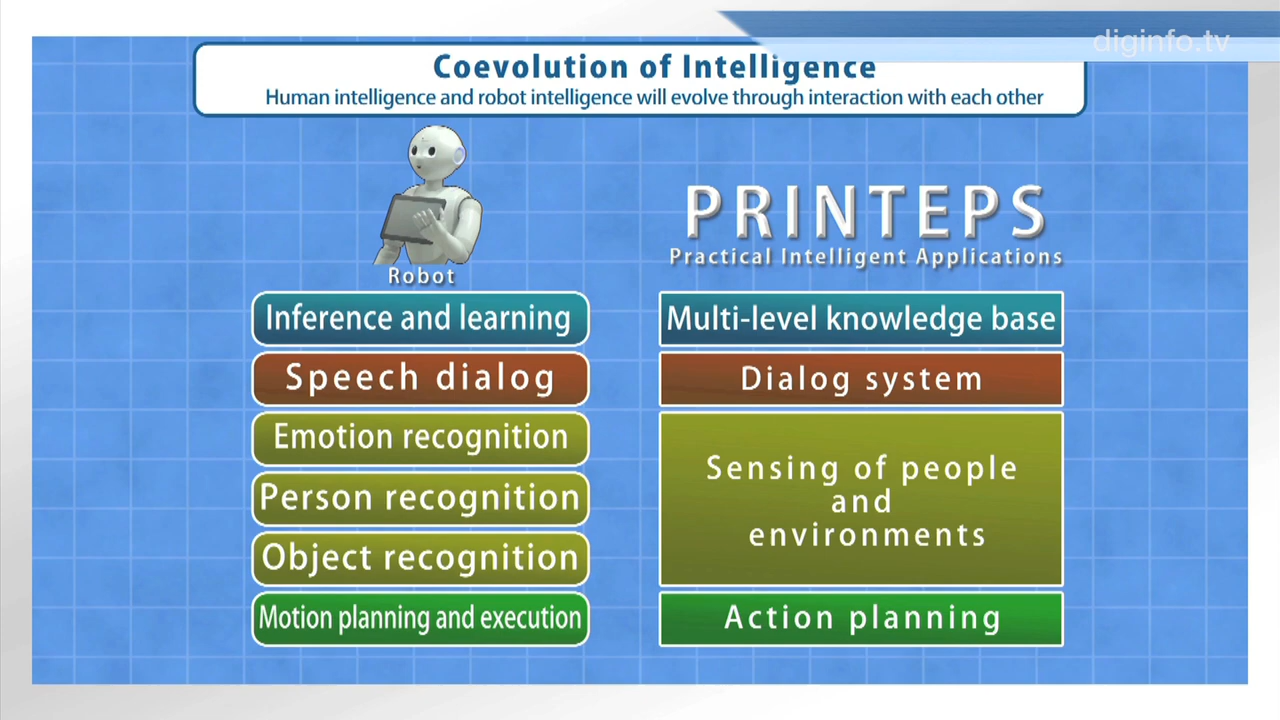 diginfo.tv
Coevolution of Intelligence
Human intelligence and robot intelligence will evolve through interaction with each other
Robot
Inference and learning
Speech dialog
Emotion recognition
Person recognition
Object recognition
Motion planning and execution
PRINTEPS
Practical Intelligent Applications
Multi-level knowledge base
Dialog system
Sensing of people
and
environments
Action planning